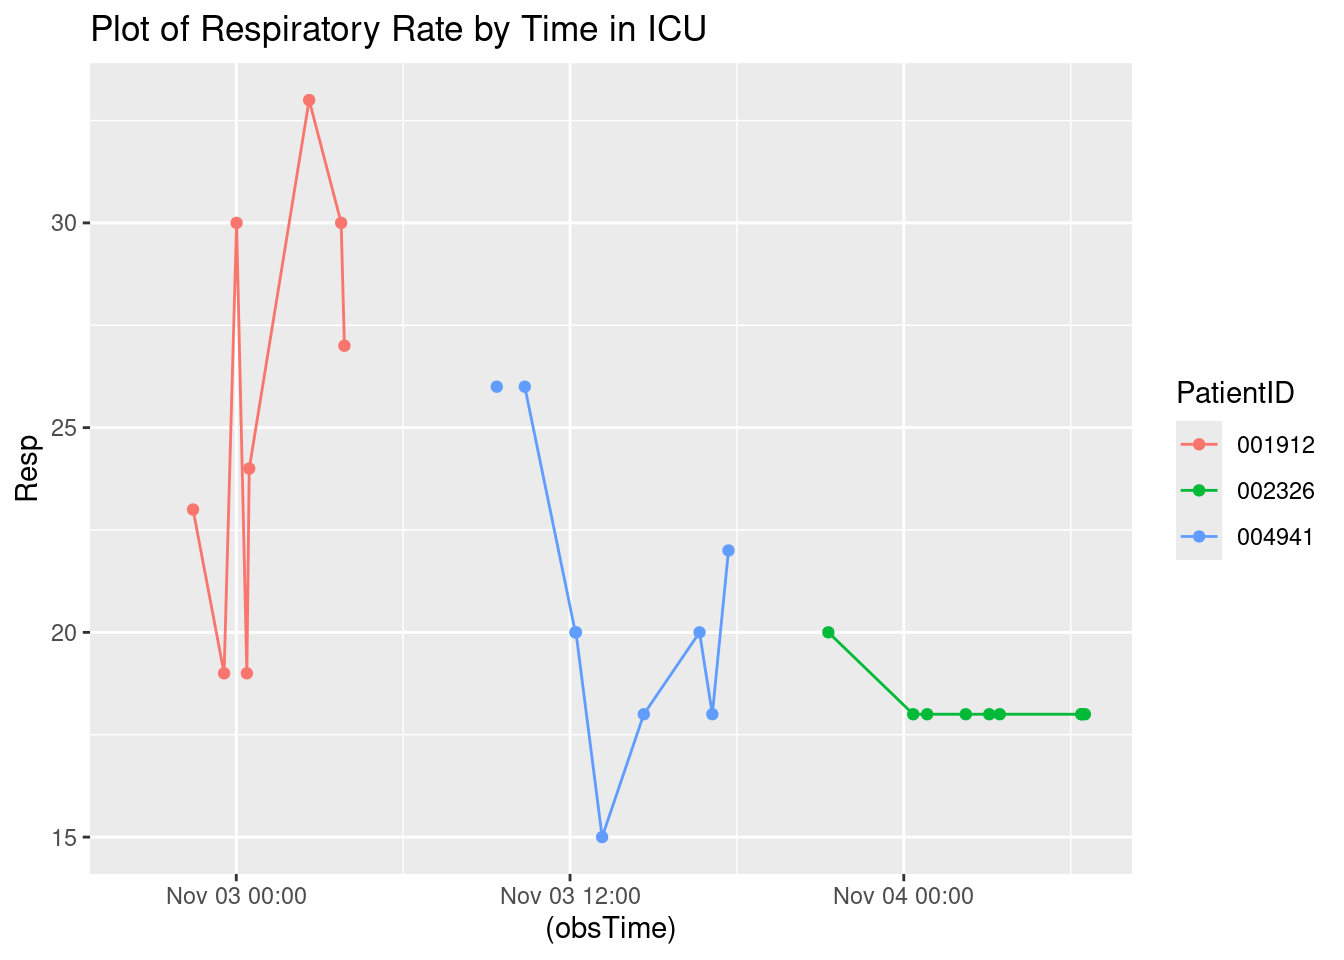 Plot of Respiratory Rate by Time in ICU
Resp
30
25
20
15
Nov 03 00:00
Nov 03 12:00
Nov 04 00:00
(obsTime)
PatientID
001912
002326
004941